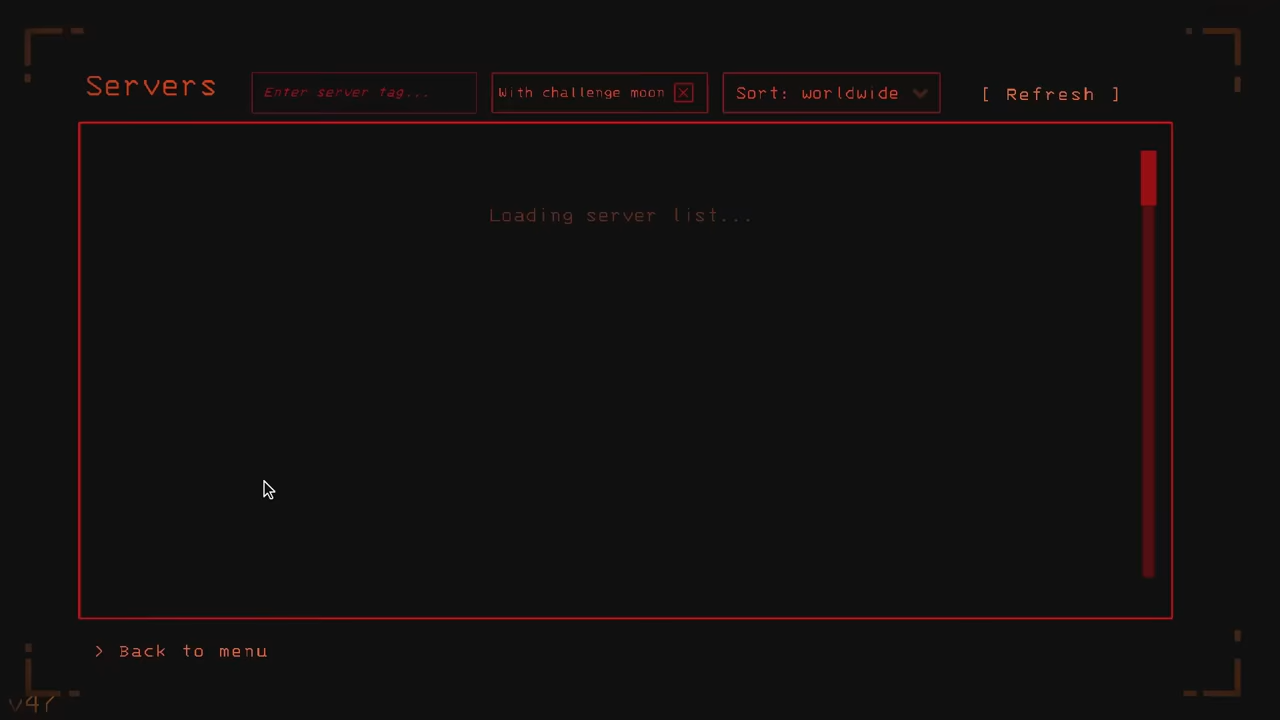 Servers
Enter server tag...
With challenge moon
Sort: worldwide
[ Refresh ]
Loading server list...
> Back to menu
v47